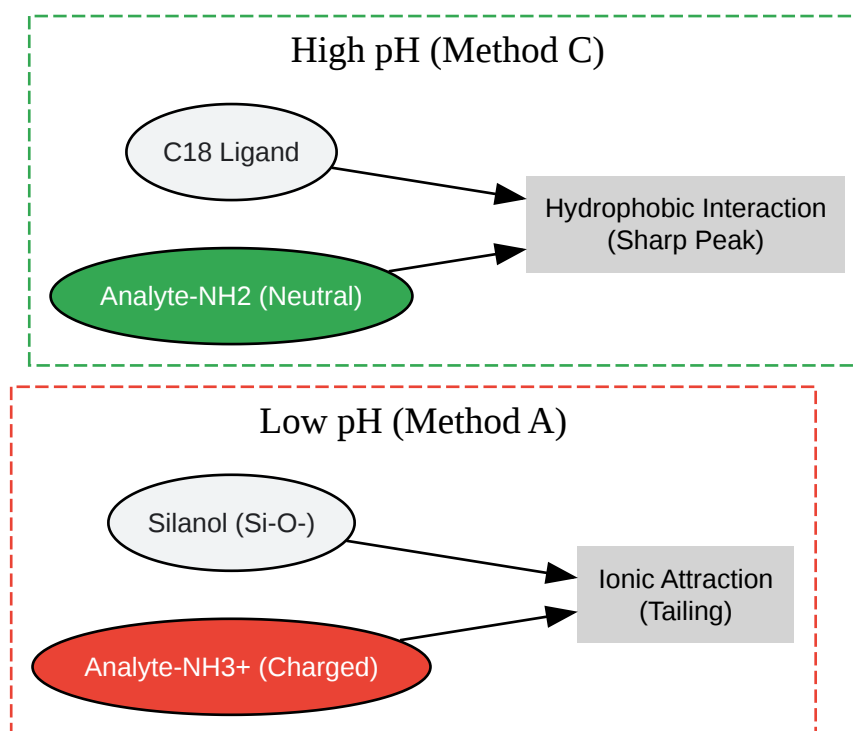 High pH (Method C)
C18 Ligand
Hydrophobic Interaction
(Sharp Peak)
Analyte-NH2 (Neutral)
Low pH (Method A)
Silanol (Si-O-)
Ionic Attraction
(Tailing)
Analyte-NH3+ (Charged)